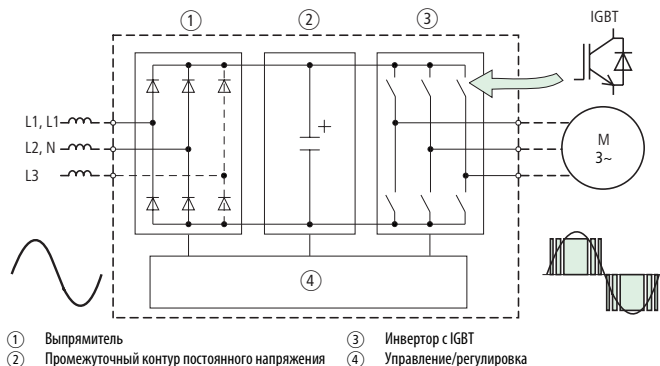 ① ② ③
IGBT
L1, L1
L2, N
L3
+
M
3~
④
① Выпрямитель
② Промежуточный контур постоянного напряжения
③ Инвертор с IGBT
④ Управление/регулировка